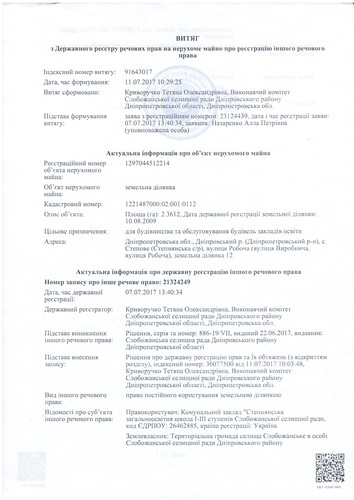 ВИТЯГ
з Державного реєстру речових прав на нерухоме майно про реєстрацію іншого речового
права
Індексний номер витягу: 91643017
Дата, час формування: 11.07.2017 10:29:25
Витяг сформовано: Криворучко Тетяна Олександрівна, Виконавчий комітет
Слобожанської селищної ради Дніпровського району
Дніпропетровської області, Дніпропетровська обл.
Підстава формування заява з реєстраційним номером: 23124439, дата і час реєстрації заяви:
витягу: 07.07.2017 13:40:34, заявник: Назаренко Алла Петрівна
(уповноважена особа)
Актуальна інформація про об'єкт нерухомого майна
Реєстраційний номер 1297044512214
об'єкта нерухомого
майна:
Об'єкт нерухомого земельна ділянка
майна:
Кадастровий номер: 1221487000:02:001:0112
Опис об'єкта: Площа (га): 2.3612, Дата державної реєстрації земельної ділянки:
10.08.2009
Цільове призначення: для будівництва та обслуговування будівель закладів освіти
Адреса: Дніпропетровська обл., Дніпровський р. (Дніпропетровський р-н), с.
Степове (Степнянська с/р), вулиця Робоча (вулиця Виробнича,
вулиця Робоча), земельна ділянка 12
Актуальна інформація про державну реєстрацію іншого речового права
Номер запису про інше речове право: 21324249
Дата, час державної 07.07.2017 13:40:34
реєстрації:
Державний реєстратор: Криворучко Тетяна Олександрівна, Виконавчий комітет
Слобожанської селищної ради Дніпровського району
Дніпропетровської області, Дніпропетровська обл.
Підстава виникнення Рішення, серія та номер: 886-19/VII, виданий 22.06.2017, видавник:
іншого речового права: Слобожанська селищна рада Дніпровського району
Дніпропетровської області
Підстава внесення Рішення про державну реєстрацію прав та їх обтяжень (з відкриттям
запису: розділу), індексний номер: 36077500 від 11.07.2017 10:03:48,
Криворучко Тетяна Олександрівна, Виконавчий комітет
Слобожанської селищної ради Дніпровського району
Дніпропетровської області, Дніпропетровська обл.
Вид іншого речового право постійного користування земельною ділянкою
права:
Відомості про суб'єкта Правокористувач: Комунальний заклад "Степнянська
іншого речового права: загальноосвітня школа І-ІІІ ступенів Слобожанської селищної ради,
код ЄДРПОУ: 26462885, країна реєстрації: Україна
Землевласник: Територіальна громада селища Слобожанське в особі
Слобожанської селищної ради